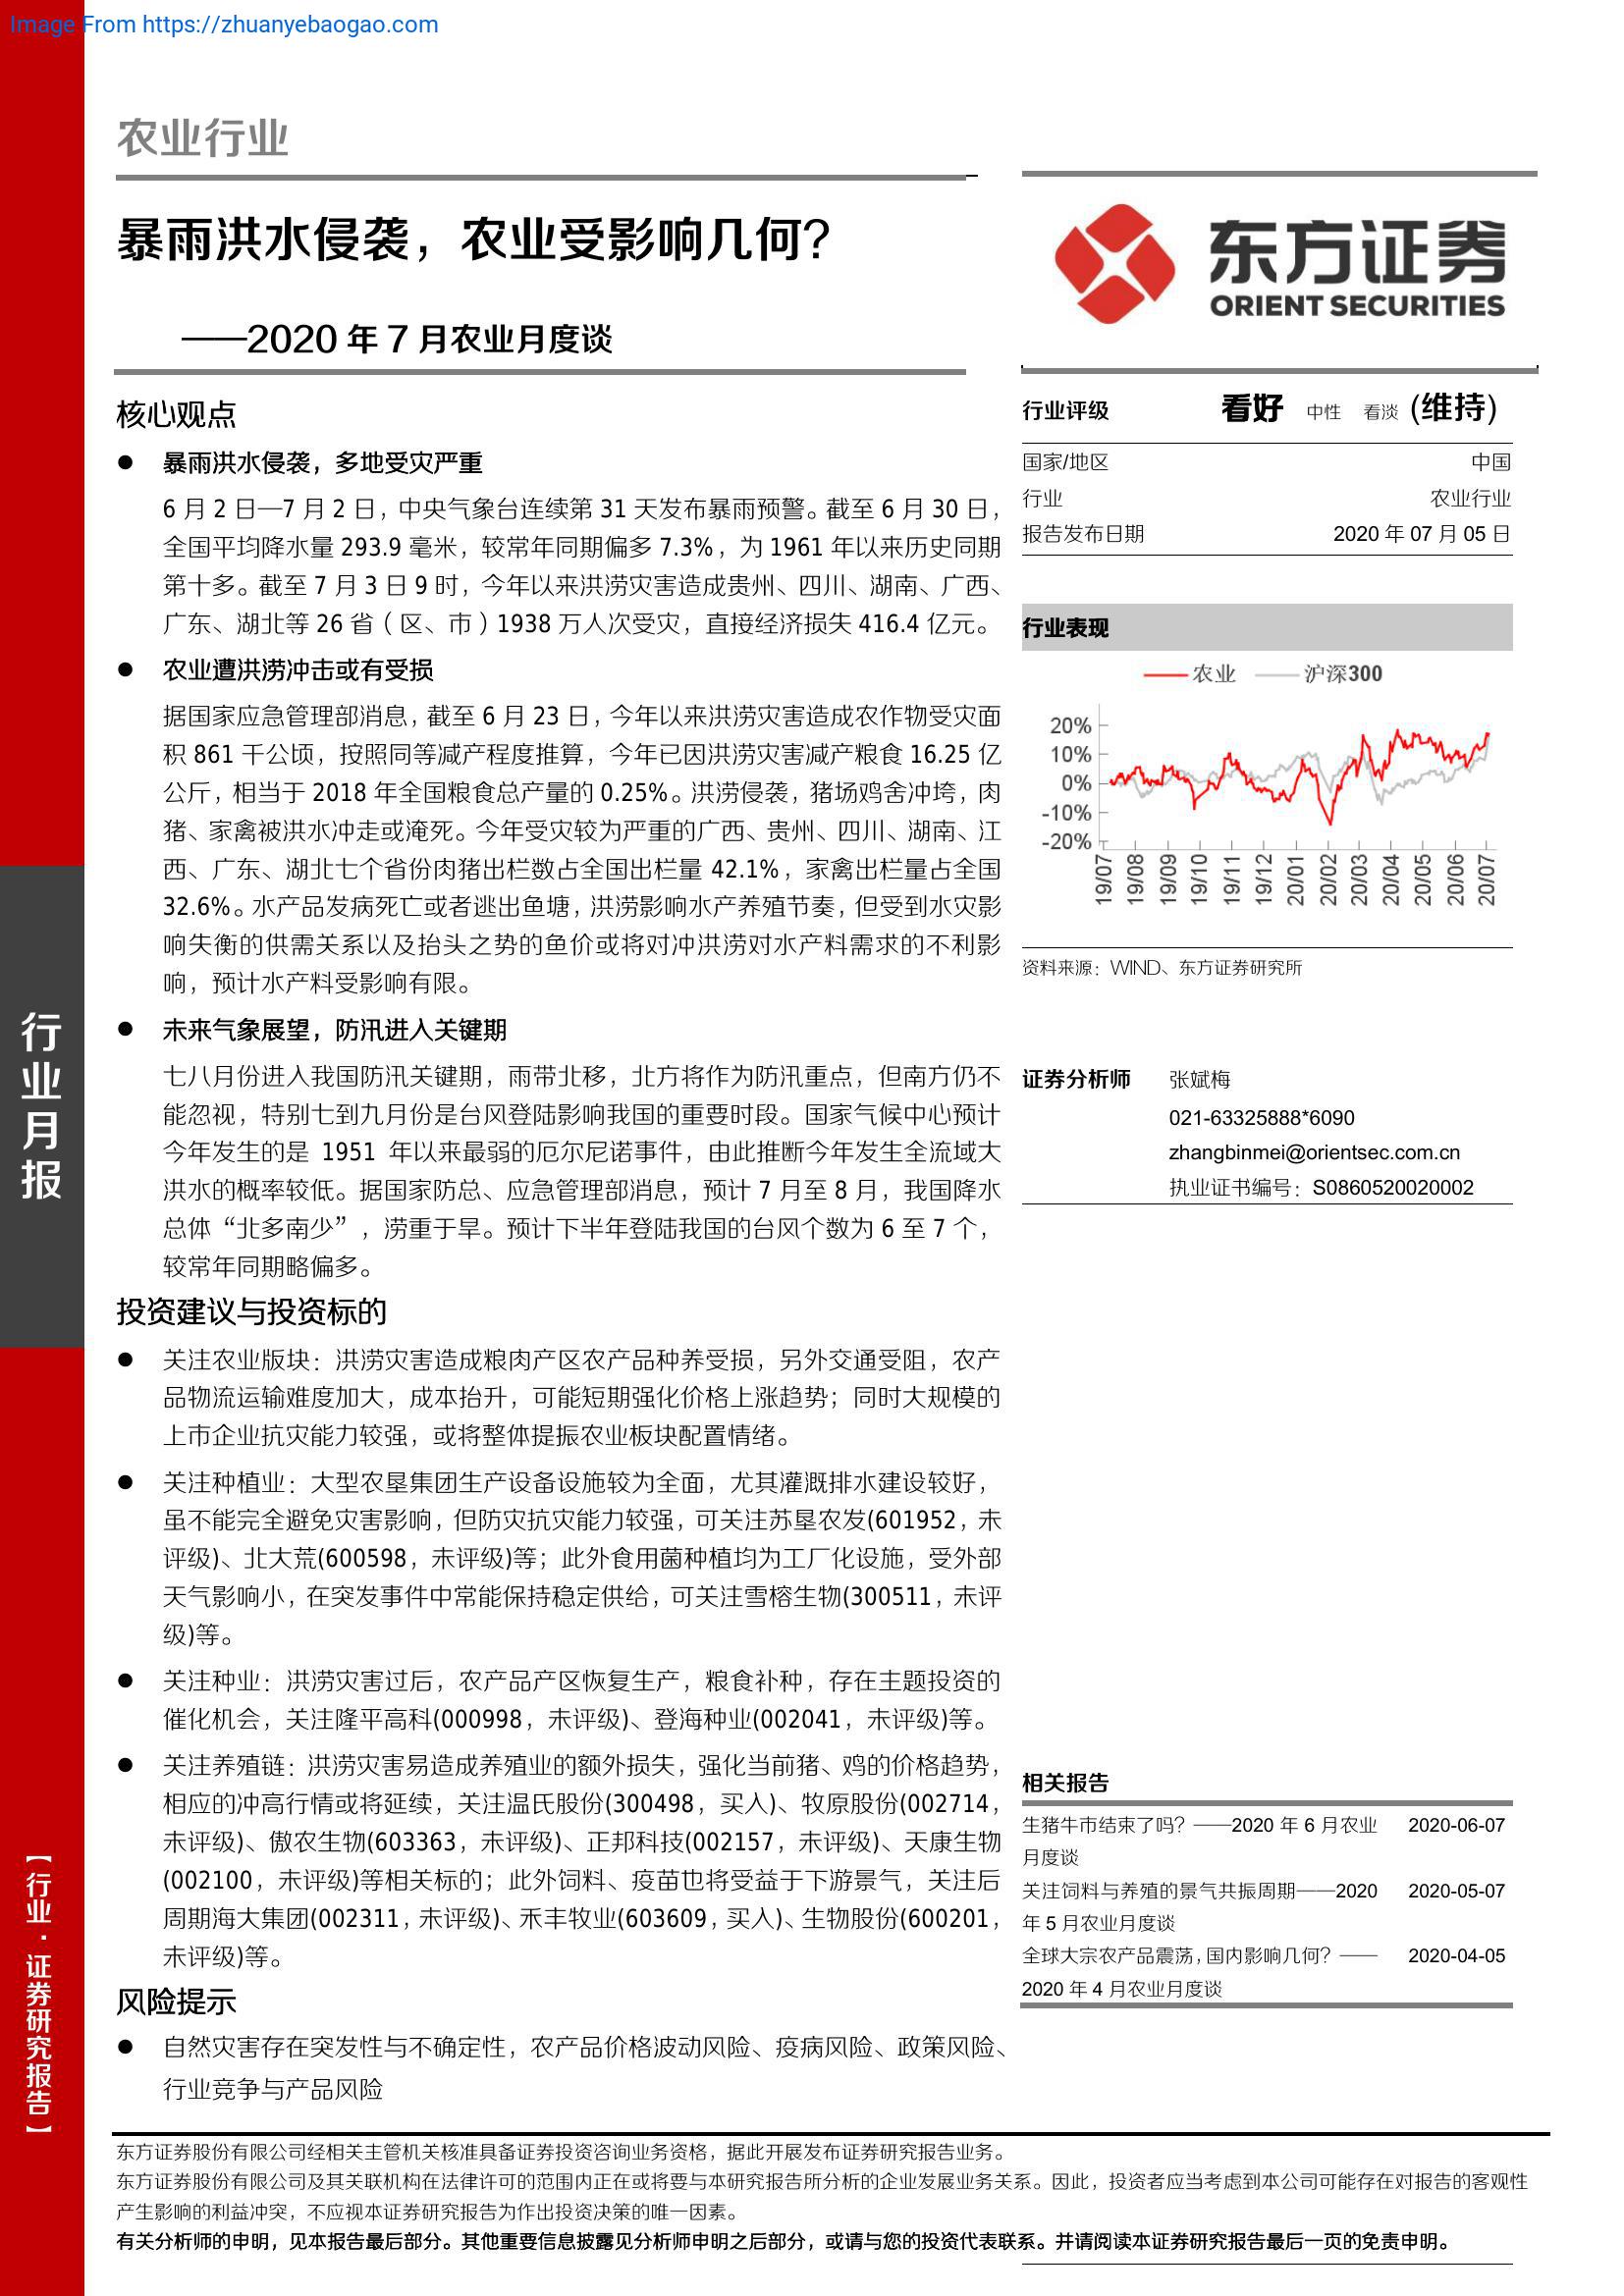 Image From https://zhuanyebaogao.com
农业行业
暴雨洪水侵袭，农业受影响几何？
——2020 年 7 月农业月度谈
核心观点
● 暴雨洪水侵袭，多地受灾严重
6 月 2 日—7 月 2 日，中央气象台连续第 31 天发布暴雨预警。截至 6 月 30 日，
全国平均降水量 293.9 毫米，较常年同期偏多 7.3%，为 1961 年以来历史同期
第十多。截至 7 月 3 日 9 时，今年以来洪涝灾害造成贵州、四川、湖南、广西、
广东、湖北等 26 省（区、市）1938 万人次受灾，直接经济损失 416.4 亿元。
● 农业遭洪涝冲击或有受损
据国家应急管理部消息，截至 6 月 23 日，今年以来洪涝灾害造成农作物受灾面
积 861 千公顷，按照同等减产程度推算，今年已因洪涝灾害减产粮食 16.25 亿
公斤，相当于 2018 年全国粮食总产量的 0.25%。洪涝侵袭，猪场鸡舍冲垮，肉
猪、家禽被洪水冲走或淹死。今年受灾较为严重的广西、贵州、四川、湖南、江
西、广东、湖北七个省份肉猪出栏数占全国出栏量 42.1%，家禽出栏量占全国
32.6%。水产品发病死亡或者逃出鱼塘，洪涝影响水产养殖节奏，但受到水灾影
响失衡的供需关系以及抬头之势的鱼价或将对冲洪涝对水产料需求的不利影
响，预计水产料受影响有限。
● 未来气象展望，防汛进入关键期
七八月份进入我国防汛关键期，雨带北移，北方将作为防汛重点，但南方仍不
能忽视，特别七到九月份是台风登陆影响我国的重要时段。国家气候中心预计
今年发生的是 1951 年以来最弱的厄尔尼诺事件，由此推断今年发生全流域大
洪水的概率较低。据国家防总、应急管理部消息，预计 7 月至 8 月，我国降水
总体“北多南少”，涝重于旱。预计下半年登陆我国的台风个数为 6 至 7 个，
较常年同期略偏多。
投资建议与投资标的
● 关注农业版块：洪涝灾害造成粮肉产区农产品种养受损，另外交通受阻，农产
品物流运输难度加大，成本抬升，可能短期强化价格上涨趋势；同时大规模的
上市企业抗灾能力较强，或将整体提振农业板块配置情绪。
● 关注种植业：大型农垦集团生产设备设施较为全面，尤其灌溉排水建设较好，
虽不能完全避免灾害影响，但防灾抗灾能力较强，可关注苏垦农发(601952，未
评级)、北大荒(600598，未评级)等；此外食用菌种植均为工厂化设施，受外部
天气影响小，在突发事件中常能保持稳定供给，可关注雪榕生物(300511，未评
级)等。
● 关注种业：洪涝灾害过后，农产品产区恢复生产，粮食补种，存在主题投资的
催化机会，关注隆平高科(000998，未评级)、登海种业(002041，未评级)等。
● 关注养殖链：洪涝灾害易造成养殖业的额外损失，强化当前猪、鸡的价格趋势，
相应的冲高行情或将延续，关注温氏股份(300498，买入)、牧原股份(002714，
未评级)、傲农生物(603363，未评级)、正邦科技(002157，未评级)、天康生物
(002100，未评级)等相关标的；此外饲料、疫苗也将受益于下游景气，关注后
周期海大集团(002311，未评级)、禾丰牧业(603609，买入)、生物股份(600201，
未评级)等。
风险提示
● 自然灾害存在突发性与不确定性，农产品价格波动风险、疫病风险、政策风险、
行业竞争与产品风险
东方证券
ORIENT SECURITIES
行业评级 看好 中性 看淡 (维持)
国家/地区 中国
行业 农业行业
报告发布日期 2020 年 07 月 05 日
行业表现
农业 沪深300
20%
10%
0%
-10%
-20%
19/07 19/08 19/09 19/10 19/11 19/12 20/01 20/02 20/03 20/04 20/05 20/06 20/07
资料来源：WIND、东方证券研究所
证券分析师 张斌梅
021-63325888*6090
zhangbinmei@orientsec.com.cn
执业证书编号：S0860520020002
相关报告
生猪牛市结束了吗？——2020 年 6 月农业 2020-06-07
月度谈
关注饲料与养殖的景气共振周期——2020 2020-05-07
年 5 月农业月度谈
全球大宗农产品震荡，国内影响几何？—— 2020-04-05
2020 年 4 月农业月度谈
行业月报
【行业·证券研究报告】
东方证券股份有限公司经相关主管机关核准具备证券投资咨询业务资格，据此开展发布证券研究报告业务。
东方证券股份有限公司及其关联机构在法律许可的范围内正在或将要与本研究报告所分析的企业发展业务关系。因此，投资者应当考虑到本公司可能存在对报告的客观性
产生影响的利益冲突，不应视本证券研究报告为作出投资决策的唯一因素。
有关分析师的申明，见本报告最后部分。其他重要信息披露见分析师申明之后部分，或请与您的投资代表联系。并请阅读本证券研究报告最后一页的免责申明。